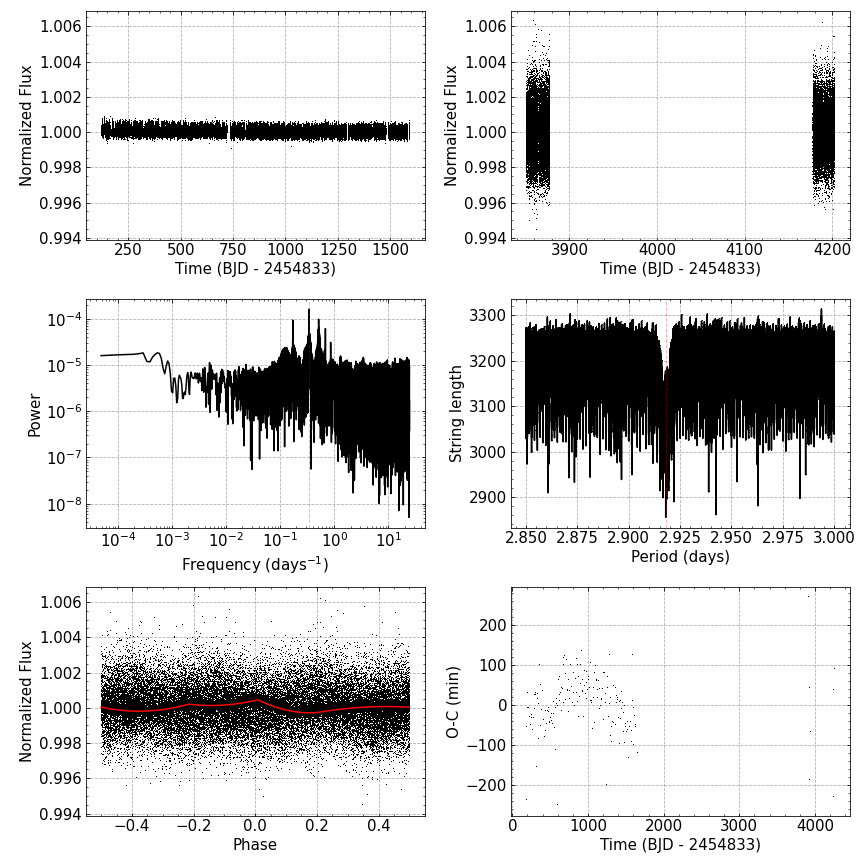 1.006
1.004
1.002
1.000
0.998
0.996
0.994
Normalized Flux
250 500 750 1000 1250 1500
Time (BJD - 2454833)
1.006
1.004
1.002
1.000
0.998
0.996
0.994
Normalized Flux
3900 4000 4100 4200
Time (BJD - 2454833)
10⁻⁴
10⁻⁵
10⁻⁶
10⁻⁷
10⁻⁸
Power
10⁻⁴ 10⁻³ 10⁻² 10⁻¹ 10⁰ 10¹
Frequency (days⁻¹)
3300
3200
3100
3000
2900
String length
2.850 2.875 2.900 2.925 2.950 2.975 3.000
Period (days)
1.006
1.004
1.002
1.000
0.998
0.996
0.994
Normalized Flux
−0.4 −0.2 0.0 0.2 0.4
Phase
200
100
0
−100
−200
O-C (min)
0 1000 2000 3000 4000
Time (BJD - 2454833)